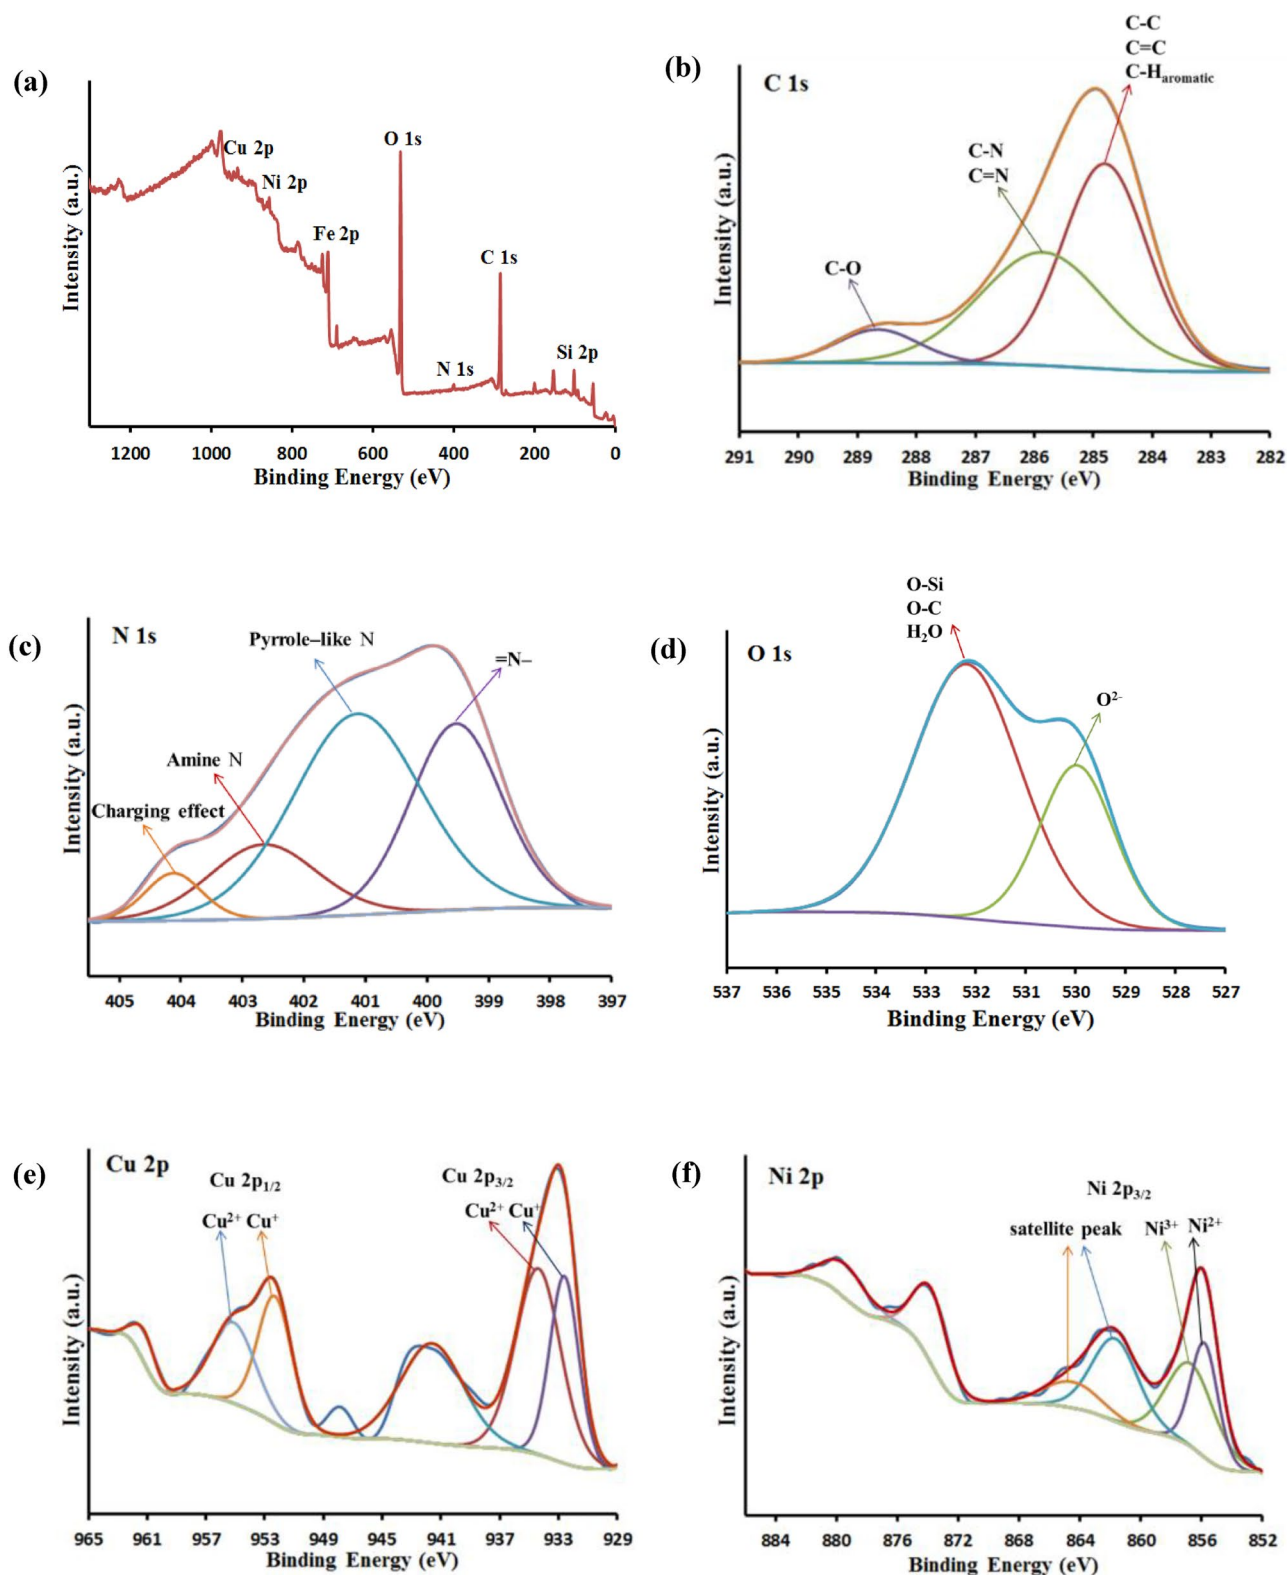 (a)
Cu 2p
Ni 2p
Fe 2p
O 1s
N 1s
C 1s
Si 2p
Intensity (a.u.)
1200 1000 800 600 400 200 0
Binding Energy (eV)
(b)
C 1s
C-C
C=C
C-Haromatic
C-N
C=N
C-O
Intensity (a.u.)
291 290 289 288 287 286 285 284 283 282
Binding Energy (eV)
(c)
N 1s
Pyrrole–like N
=N–
Amine N
Charging effect
Intensity (a.u.)
405 404 403 402 401 400 399 398 397
Binding Energy (eV)
(d)
O 1s
O-Si
O-C
H₂O
O²⁻
Intensity (a.u.)
537 536 535 534 533 532 531 530 529 528 527
Binding Energy (eV)
(e)
Cu 2p
Cu 2p₁/₂
Cu²⁺ Cu⁺
Cu 2p₃/₂
Cu²⁺ Cu⁺
Intensity (a.u.)
965 961 957 953 949 945 941 937 933 929
Binding Energy (eV)
(f)
Ni 2p
Ni 2p₃/₂
satellite peak
Ni³⁺ Ni²⁺
Intensity (a.u.)
884 880 876 872 868 864 860 856 852
Binding Energy (eV)